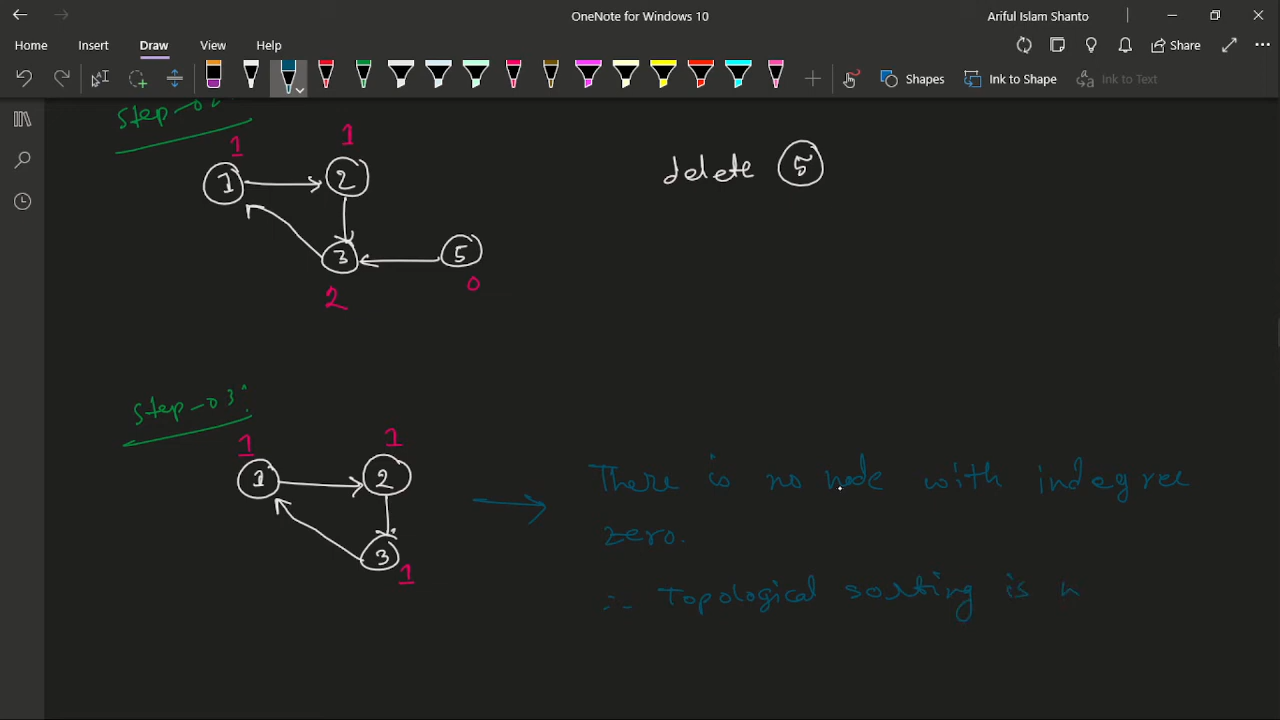 OneNote for Windows 10
Ariful Islam Shanto
Home Insert Draw View Help
Share
Shapes
Ink to Shape
Ink to Text
Step-02
1 1
1 2
3 5
2 0
delete 5
Step-03:
1 1
1 2
3
1
There is no node with indegree
zero.
∴ Topological sorting is n